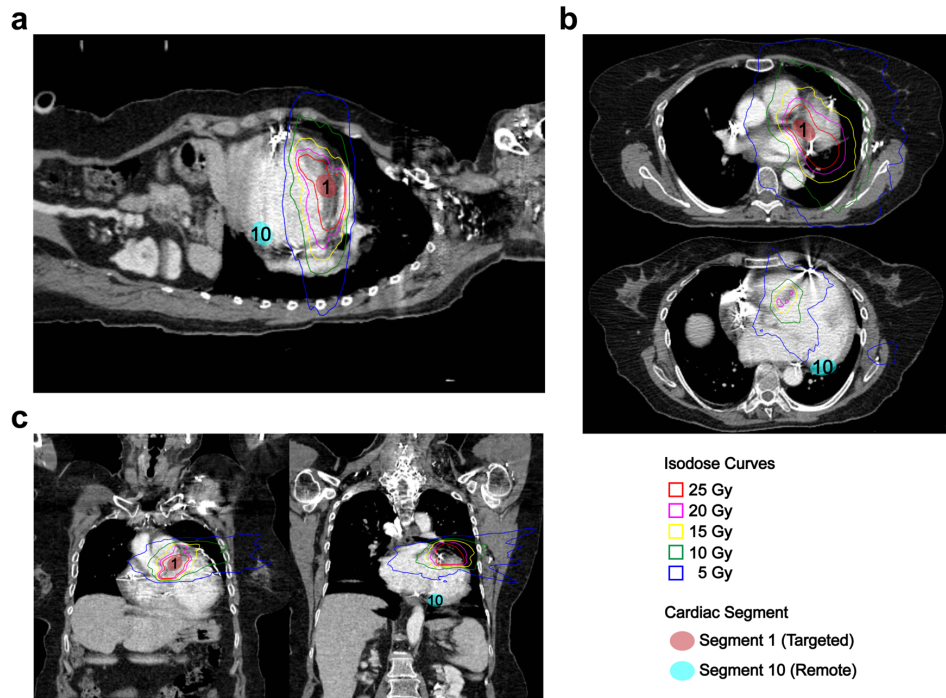 a
b
1
10
1
10
c
1
10
Isodose Curves
25 Gy
20 Gy
15 Gy
10 Gy
5 Gy
Cardiac Segment
Segment 1 (Targeted)
Segment 10 (Remote)